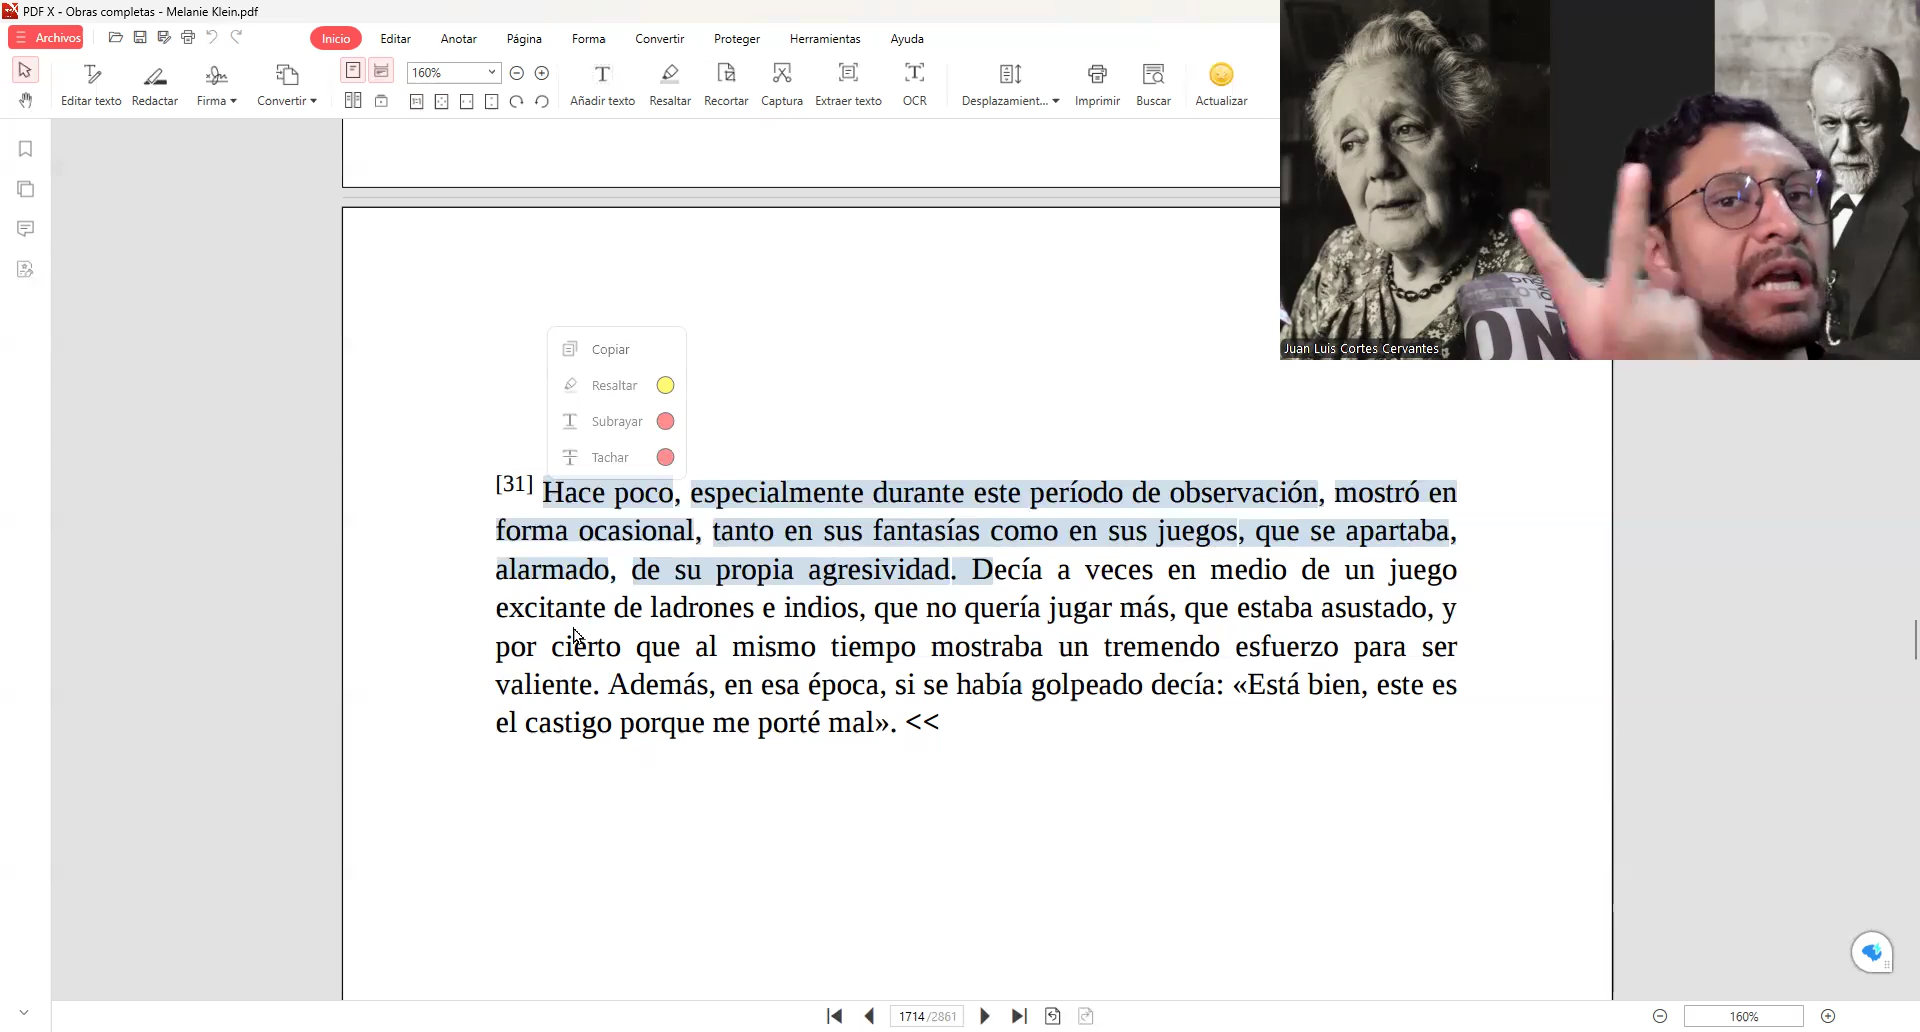 PDF X - Obras completas - Melanie Klein.pdf
Archivos
Inicio
Editar
Anotar
Página
Forma
Convertir
Proteger
Herramientas
Ayuda
160%
Editar texto
Redactar
Firma
Convertir
Añadir texto
Resaltar
Recortar
Captura
Extraer texto
OCR
Desplazamient...
Imprimir
Buscar
Actualizar
ON
Juan Luis Cortes Cervantes
Copiar
Resaltar
Subrayar
Tachar
[31] Hace poco, especialmente durante este período de observación, mostró en
forma ocasional, tanto en sus fantasías como en sus juegos, que se apartaba,
alarmado, de su propia agresividad. Decía a veces en medio de un juego
excitante de ladrones e indios, que no quería jugar más, que estaba asustado, y
por cierto que al mismo tiempo mostraba un tremendo esfuerzo para ser
valiente. Además, en esa época, si se había golpeado decía: «Está bien, este es
el castigo porque me porté mal». <<
1714 /2861
160%